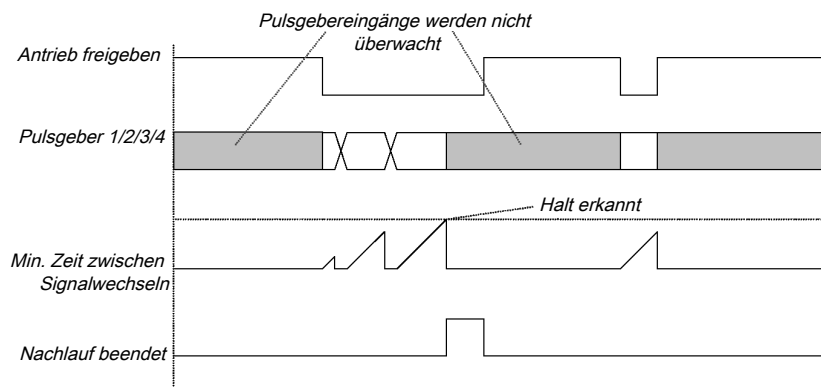 Pulsgebereingänge werden nicht
überwacht
Antrieb freigeben
Pulsgeber 1/2/3/4
Halt erkannt
Min. Zeit zwischen
Signalwechseln
Nachlauf beendet